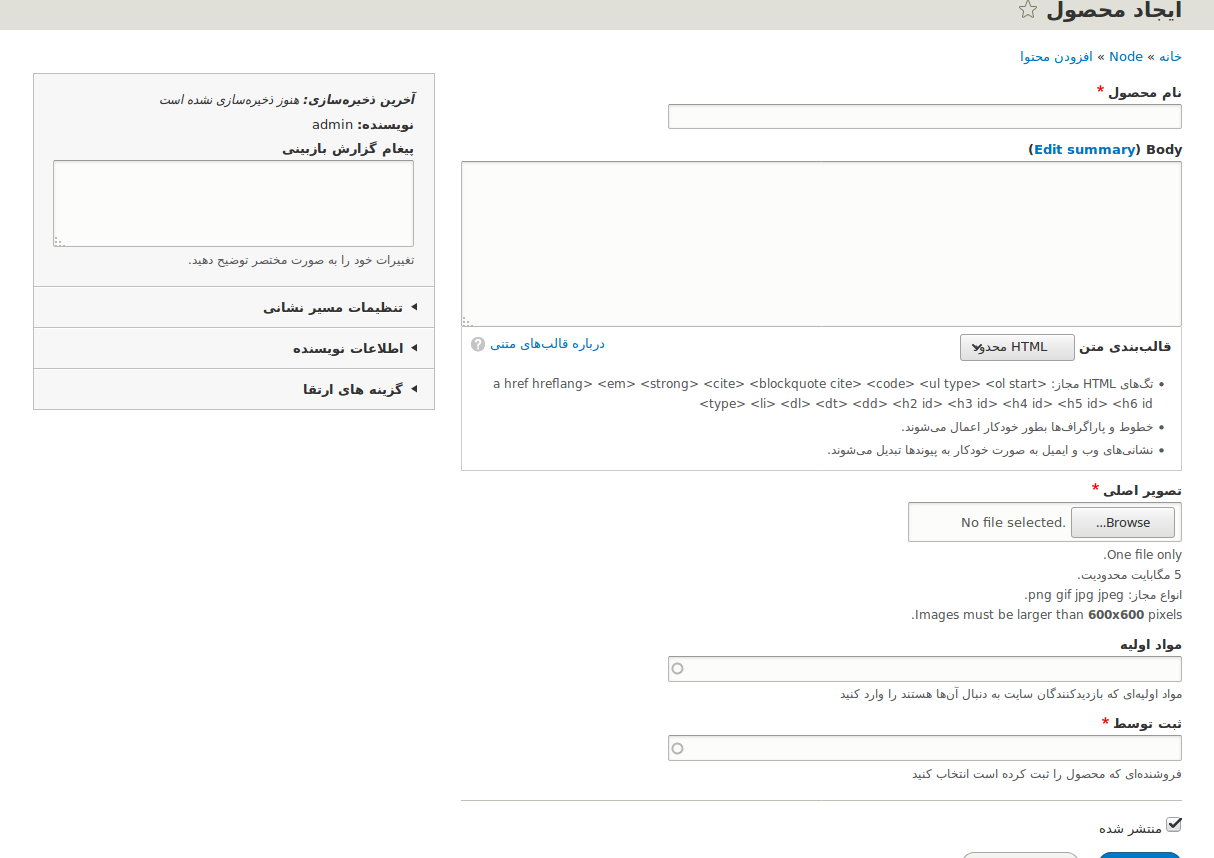 ایجاد محصول
خانه » Node » افزودن محتوا
نام محصول *
Body (Edit summary)
قالب‌بندی متن HTML محدود درباره قالب‌های متنی ?
• تگ‌های HTML مجاز: <a href hreflang> <em> <strong> <cite> <blockquote cite> <code> <ul type> <ol start
type> <li> <dl> <dt> <dd> <h2 id> <h3 id> <h4 id> <h5 id> <h6 id>
• خطوط و پاراگراف‌ها بطور خودکار اعمال می‌شوند.
• نشانی‌های وب و ایمیل به صورت خودکار به پیوندها تبدیل می‌شوند.
تصویر اصلی *
Browse... No file selected.
One file only.
5 مگابایت محدودیت.
انواع مجاز: png gif jpg jpeg.
Images must be larger than 600x600 pixels.
مواد اولیه
مواد اولیه‌ای که بازدیدکنندگان سایت به دنبال آن‌ها هستند را وارد کنید
ثبت توسط *
فروشنده‌ای که محصول را ثبت کرده است انتخاب کنید
منتشر شده
آخرین ذخیره‌سازی: هنوز ذخیره‌سازی نشده است
نویسنده: admin
پیغام گزارش بازبینی
تغییرات خود را به صورت مختصر توضیح دهید.
تنظیمات مسیر نشانی
اطلاعات نویسنده
گزینه های ارتقا